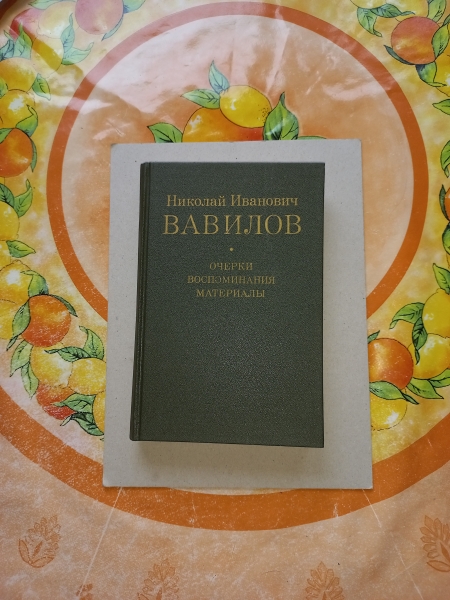 Николай Иванович
ВАВИЛОВ
ОЧЕРКИ
ВОСПОМИНАНИЯ
МАТЕРИАЛЫ